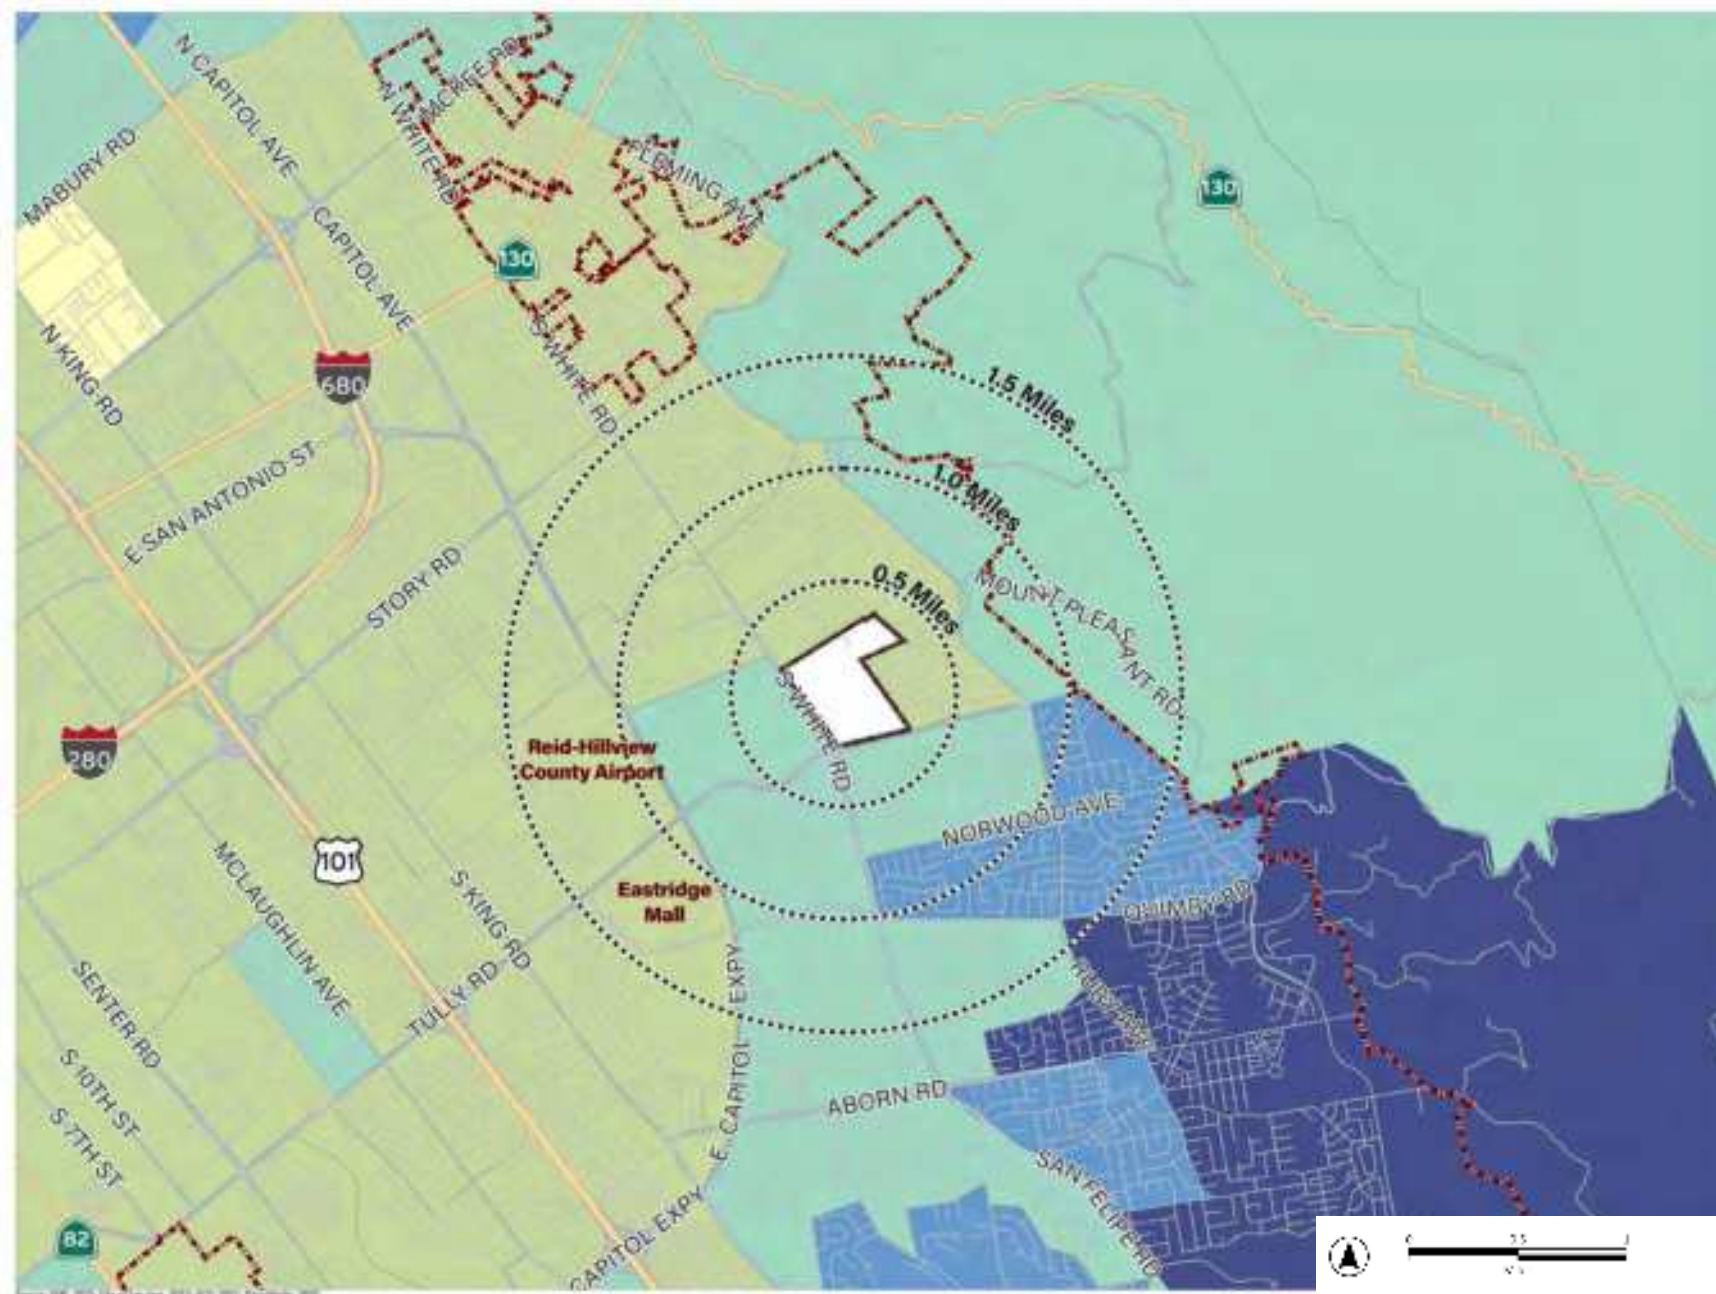 N CAPITOL AVE
MCKEE RD
N WHITE RD
MABURY RD
FLEMING AVE
130
CAPITOL AVE
130
N KING RD
S WHITE RD
680
1.5 Miles
E SAN ANTONIO ST
1.0 Miles
STORY RD
0.5 Miles
MOUNT PLEASANT RD
S WHITE RD
280
Reid-Hillview
County Airport
NORWOOD AVE
101
MCLAUGHLIN AVE
S KING RD
Eastridge
Mall
QUIMBY RD
SENTER RD
TULLY RD
E CAPITOL EXPY
S 10TH ST
ABORN RD
S 7TH ST
SAN FELIPE RD
CAPITOL EXPY
82